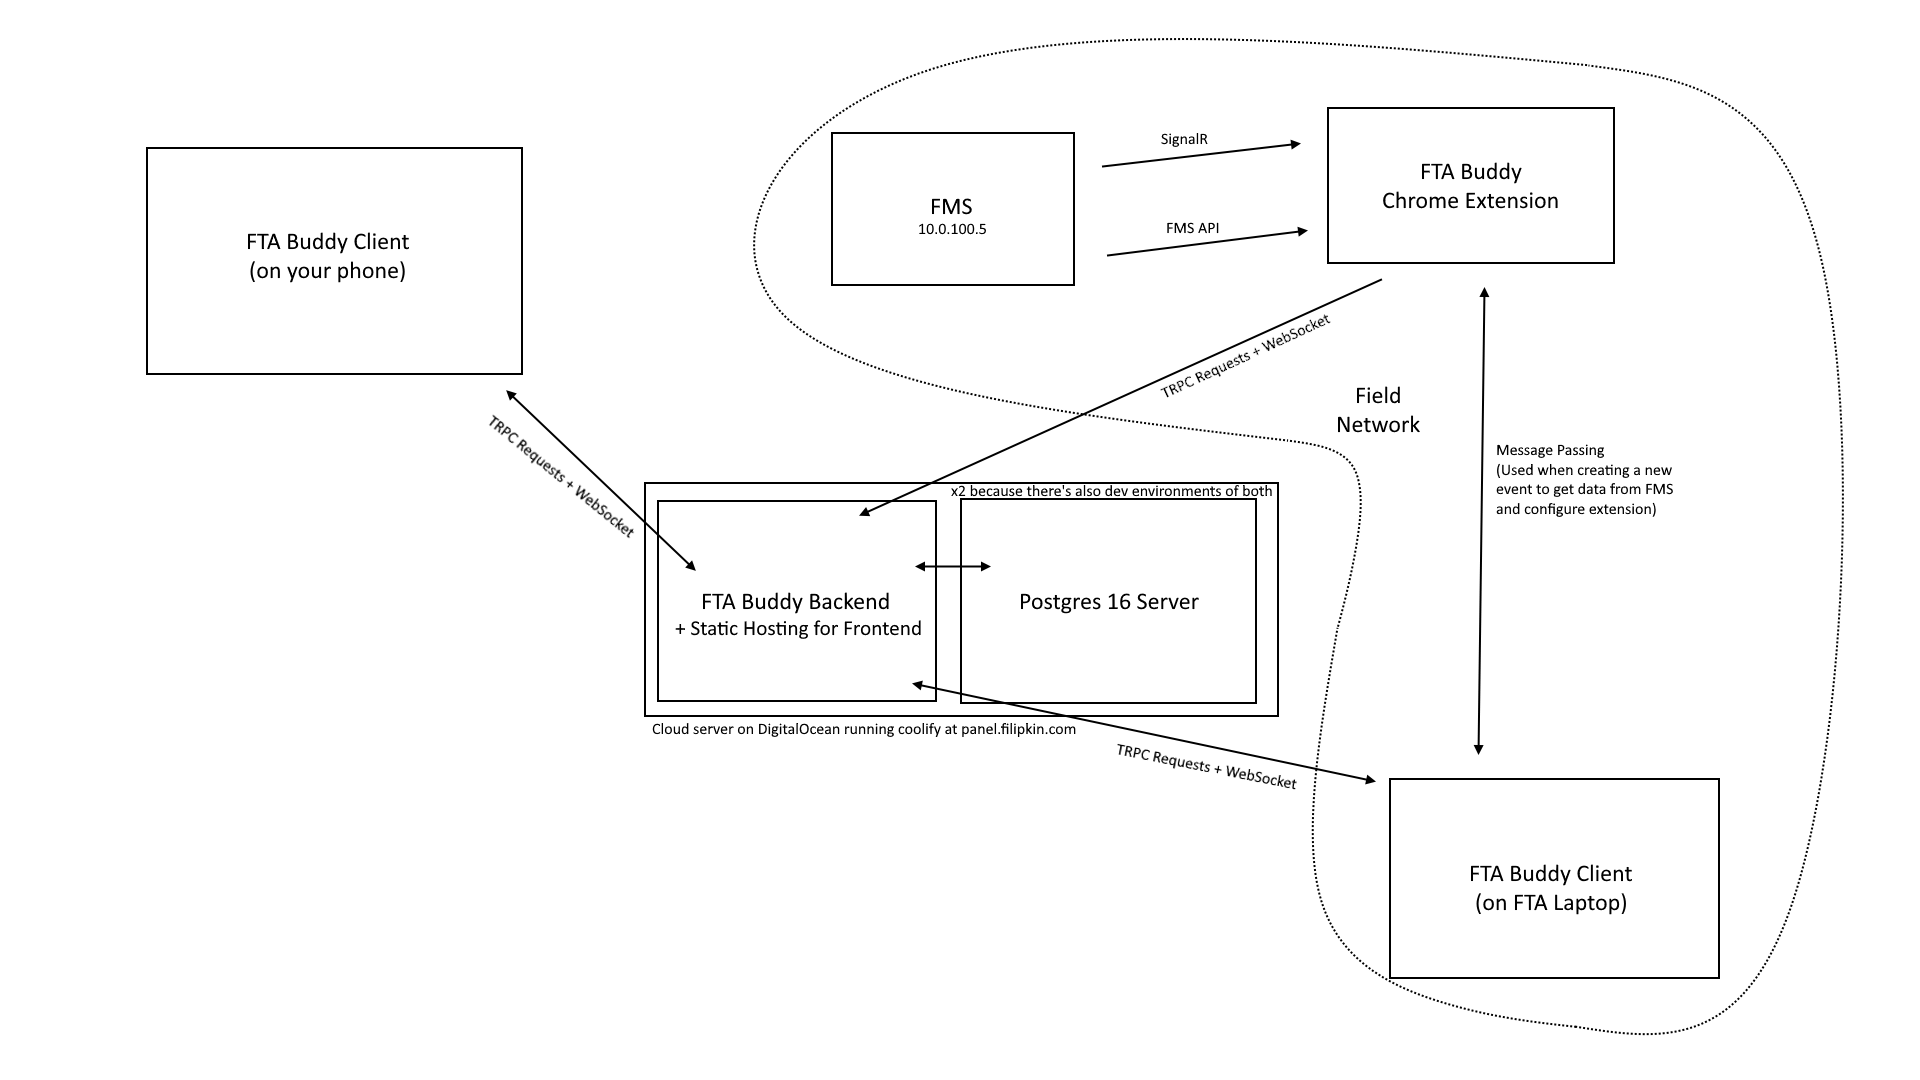 SignalR
FTA Buddy
Chrome Extension
FMS
10.0.100.5
FMS API
FTA Buddy Client
(on your phone)
TRPC Requests + WebSocket
Field
Network
TRPC Requests + WebSocket
Message Passing
(Used when creating a new
event to get data from FMS
and configure extension)
x2 because there's also dev environments of both
FTA Buddy Backend
+ Static Hosting for Frontend
Postgres 16 Server
Cloud server on DigitalOcean running coolify at panel.filipkin.com
TRPC Requests + WebSocket
FTA Buddy Client
(on FTA Laptop)